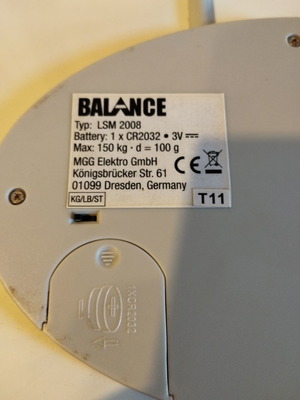 BALANCE
Typ: LSM 2008
Battery: 1 x CR2032 • 3V
Max: 150 kg · d = 100 g
MGG Elektro GmbH
Königsbrücker Str. 61
01099 Dresden, Germany
CE
KG/LB/ST
T11
1XCR2032